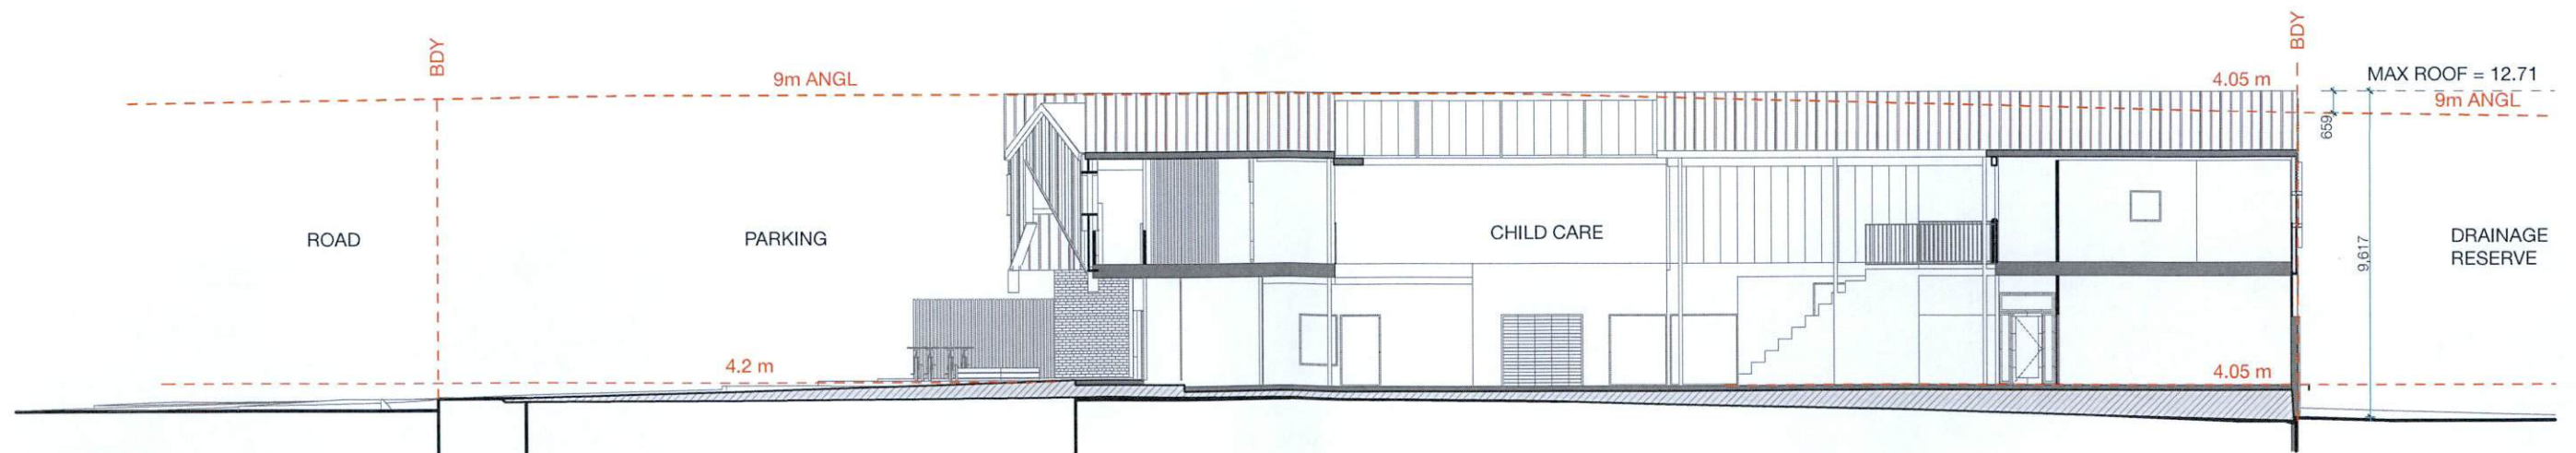 BDY
BDY
9m ANGL
4.05 m
MAX ROOF = 12.71
9m ANGL
659
ROAD
PARKING
CHILD CARE
9,617
DRAINAGE
RESERVE
4.2 m
4.05 m